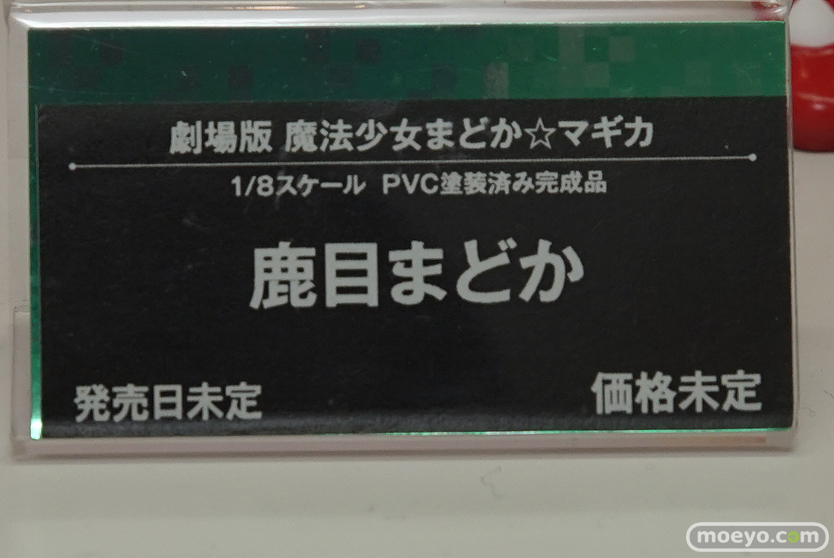 劇場版 魔法少女まどか☆マギカ
1/8スケール PVC塗装済み完成品
鹿目まどか
発売日未定 価格未定
moeyo.com